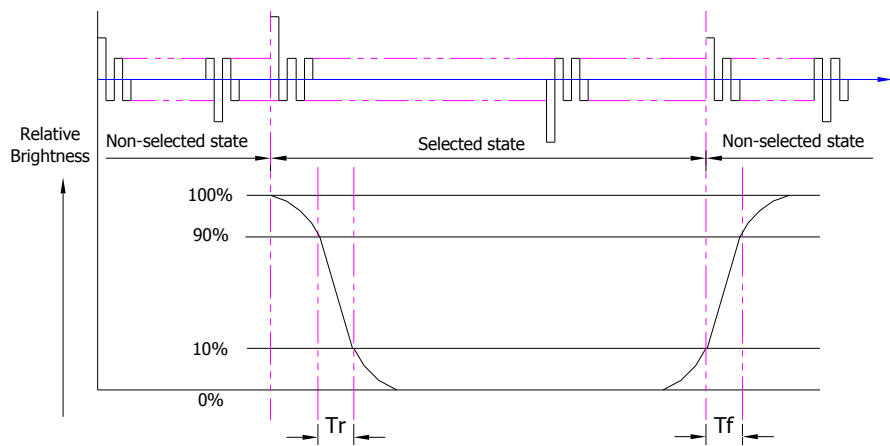 Relative
Brightness
Non-selected state
Selected state
Non-selected state
100%
90%
10%
0%
Tr
Tf